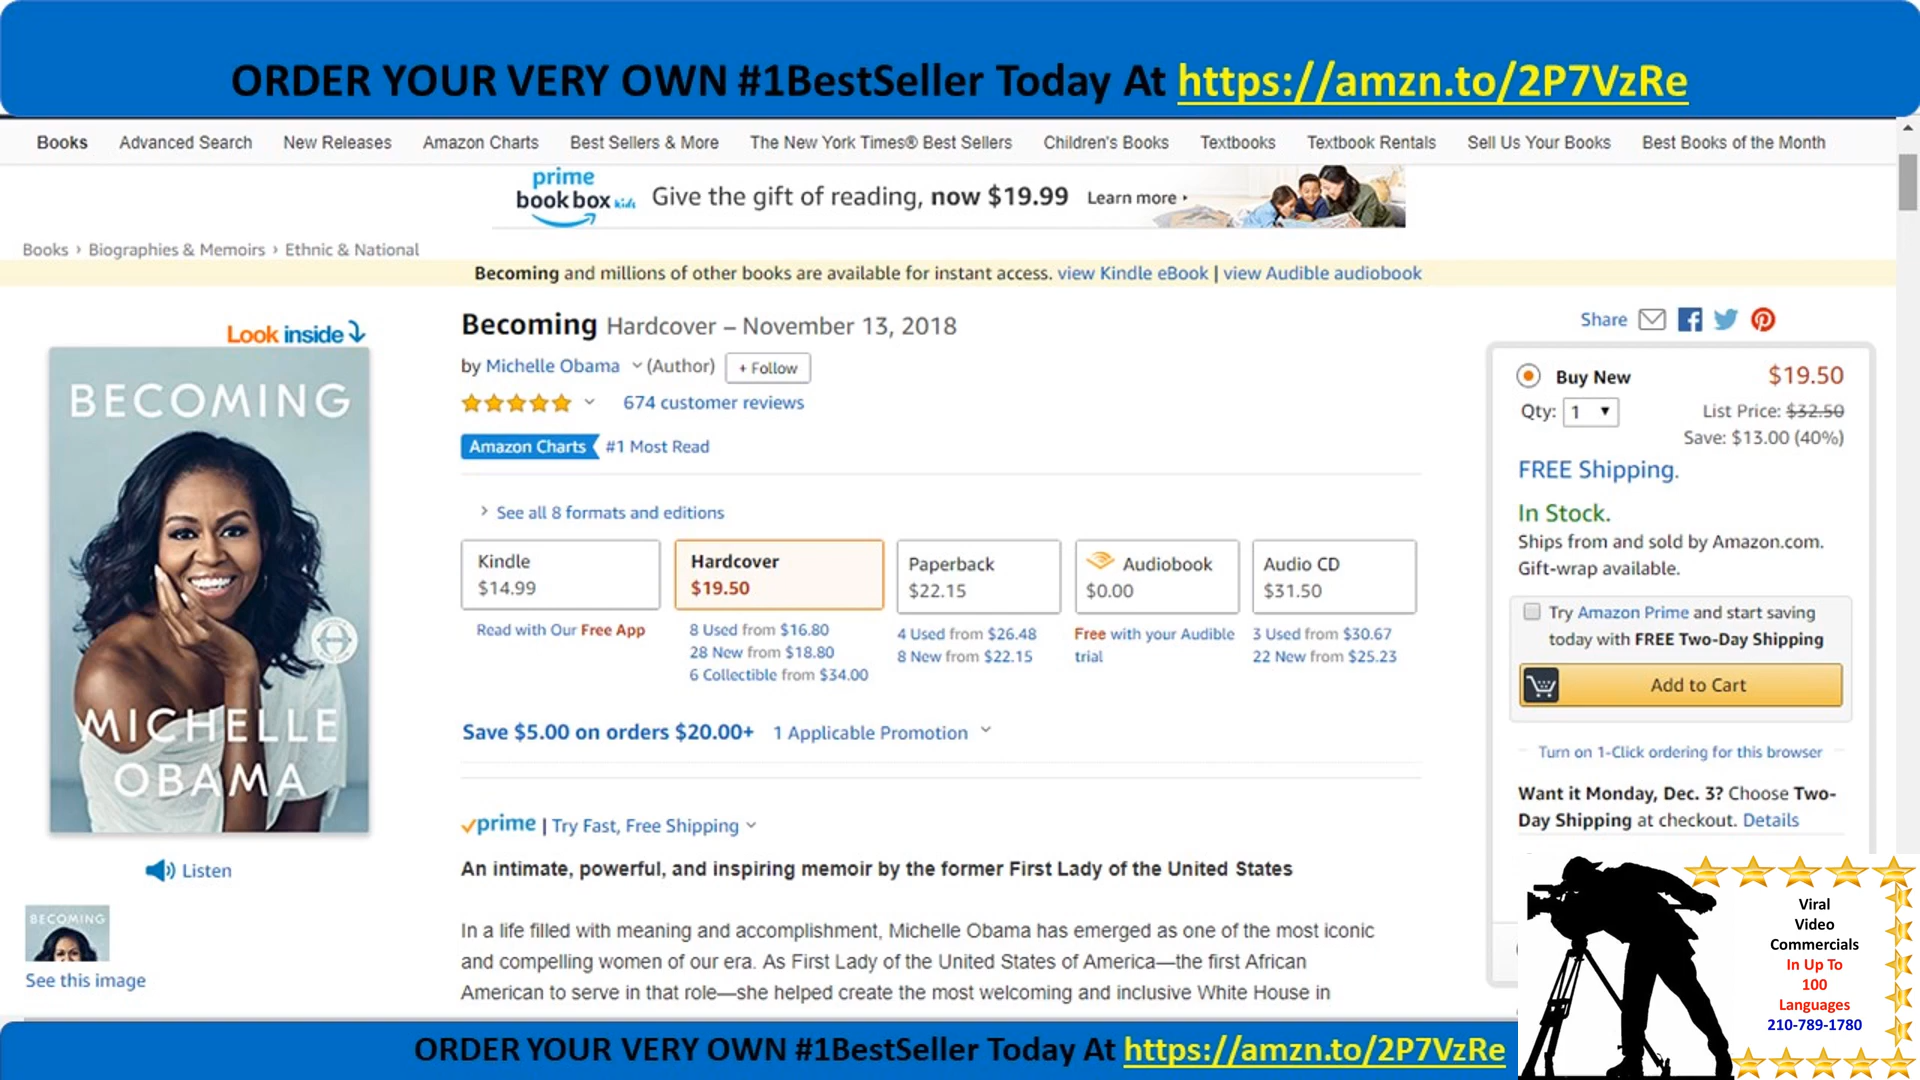 ORDER YOUR VERY OWN #1BestSeller Today At https://amzn.to/2P7VzRe
Books Advanced Search New Releases Amazon Charts Best Sellers & More The New York Times® Best Sellers Children's Books Textbooks Textbook Rentals Sell Us Your Books Best Books of the Month
prime
book box kids
Give the gift of reading, now $19.99 Learn more ›
Books › Biographies & Memoirs › Ethnic & National
Becoming and millions of other books are available for instant access. view Kindle eBook | view Audible audiobook
Look inside
BECOMING
MICHELLE
OBAMA
Listen
BECOMING
See this image
Becoming Hardcover – November 13, 2018
by Michelle Obama (Author) + Follow
674 customer reviews
Amazon Charts #1 Most Read
› See all 8 formats and editions
Kindle
$14.99
Read with Our Free App
Hardcover
$19.50
8 Used from $16.80
28 New from $18.80
6 Collectible from $34.00
Paperback
$22.15
4 Used from $26.48
8 New from $22.15
Audiobook
$0.00
Free with your Audible
trial
Audio CD
$31.50
3 Used from $30.67
22 New from $25.23
Save $5.00 on orders $20.00+ 1 Applicable Promotion
prime | Try Fast, Free Shipping
An intimate, powerful, and inspiring memoir by the former First Lady of the United States
In a life filled with meaning and accomplishment, Michelle Obama has emerged as one of the most iconic
and compelling women of our era. As First Lady of the United States of America—the first African
American to serve in that role—she helped create the most welcoming and inclusive White House in
Share
Buy New $19.50
Qty: 1 List Price: $32.50
Save: $13.00 (40%)
FREE Shipping.
In Stock.
Ships from and sold by Amazon.com.
Gift-wrap available.
Try Amazon Prime and start saving
today with FREE Two-Day Shipping
Add to Cart
Turn on 1-Click ordering for this browser
Want it Monday, Dec. 3? Choose Two-
Day Shipping at checkout. Details
Viral
Video
Commercials
In Up To
100
Languages
210-789-1780
ORDER YOUR VERY OWN #1BestSeller Today At https://amzn.to/2P7VzRe